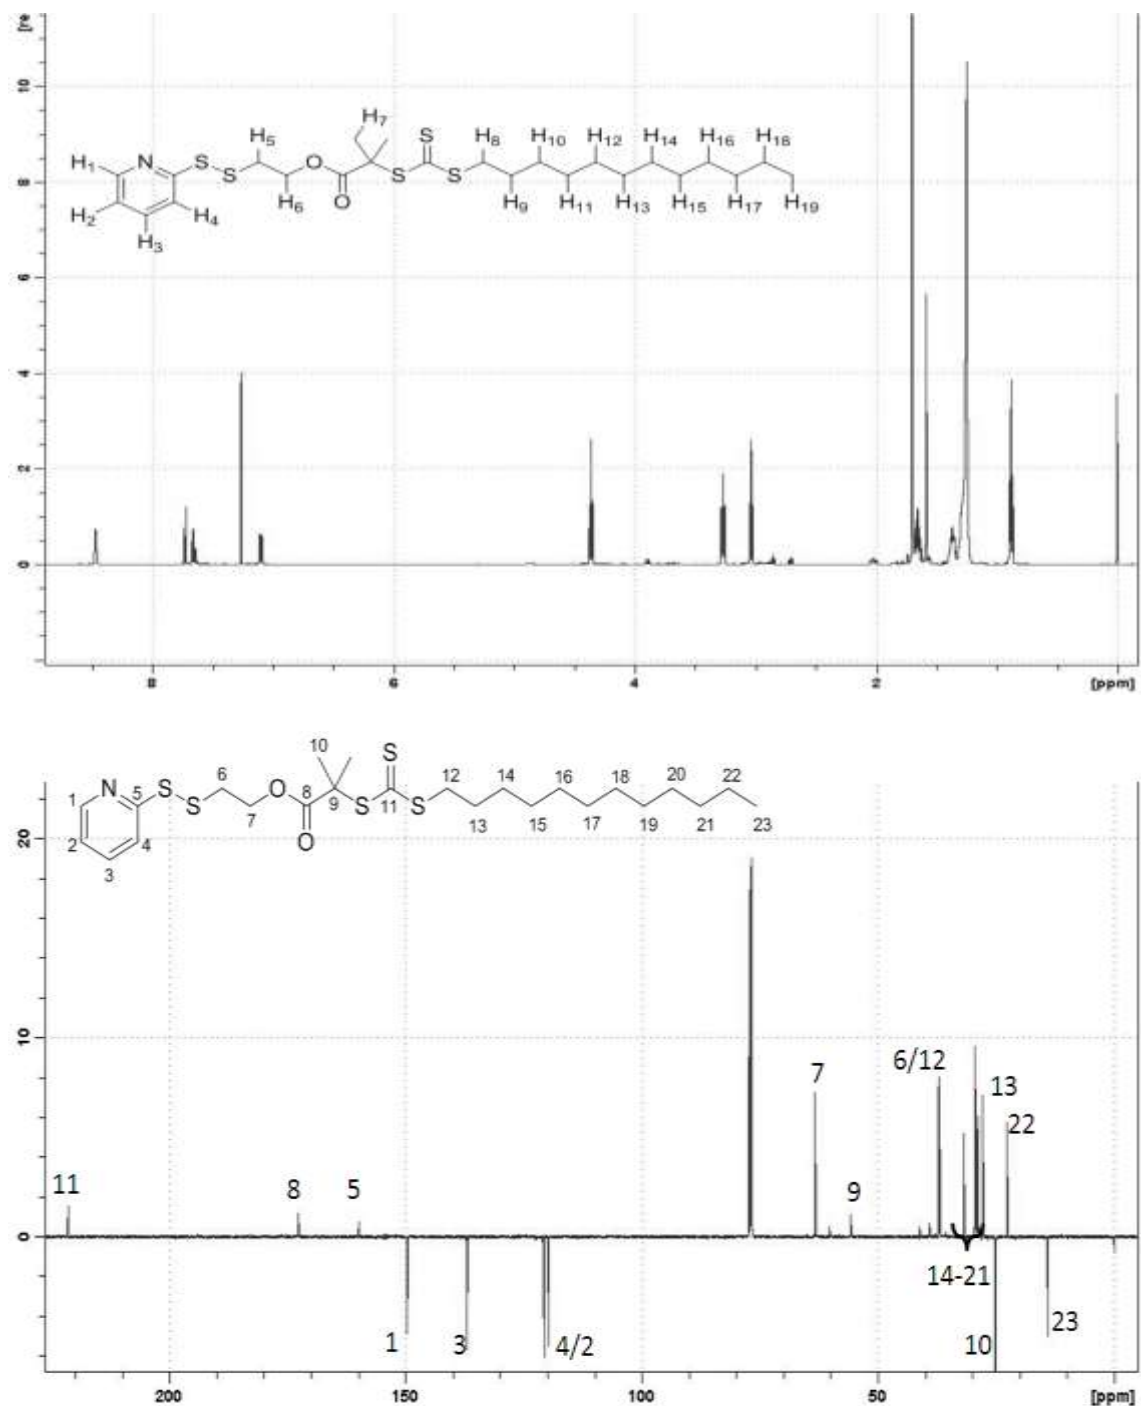 [re
10
8
6
4
2
0
H7
S
H5
H8 H10 H12 H14 H16 H18
H1 N S O
S S S
H2 H4 H6 O H9 H11 H13 H15 H17 H19
H3
8 6 4 2 [ppm]
10 S
6 O 12 14 16 18 20 22
1 N 5 S 8 9 11
S 7 S S
2 4 O 13 15 17 19 21 23
3
20
10
0
7 6/12 13
22
11 8 5 9
14-21
1 3 4/2 10 23
200 150 100 50 [ppm]